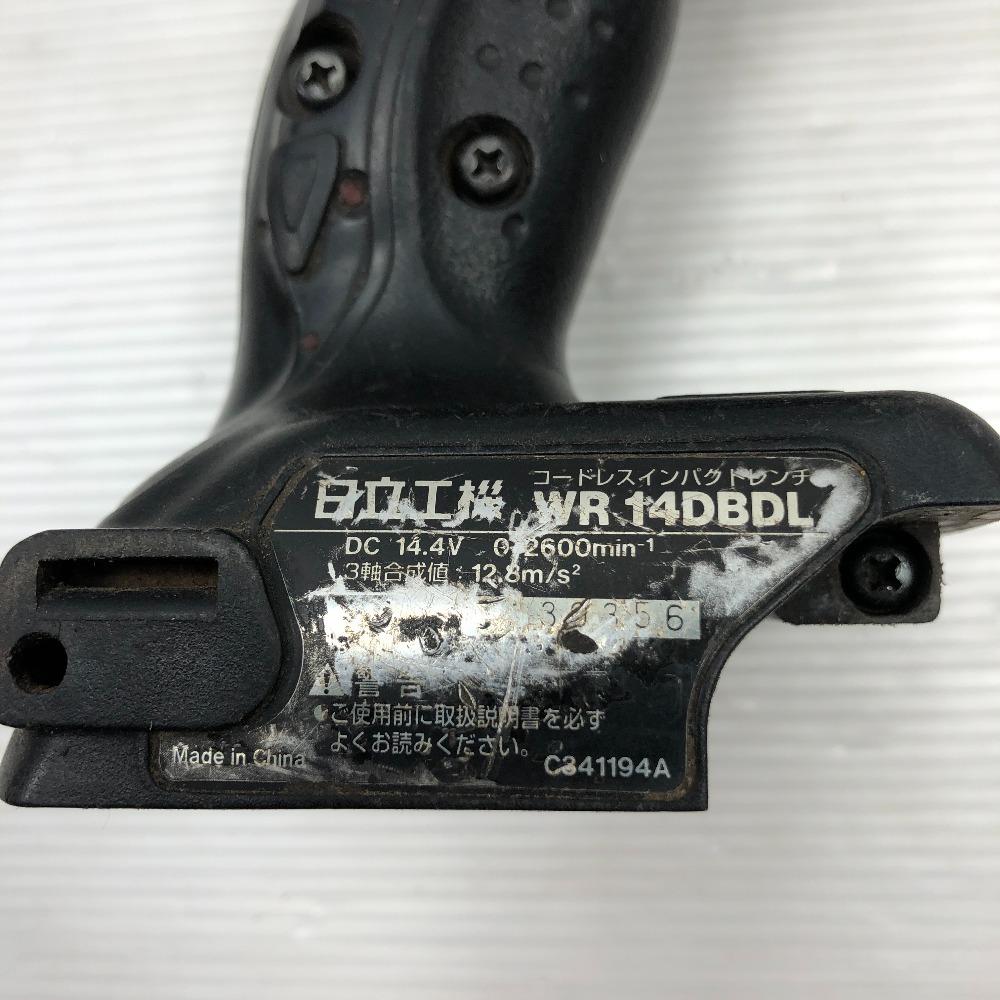 コードレスインパクトレンチ
日立工機 WR 14DBDL
DC 14.4V 0-2600min⁻¹
3軸合成値 12.8m/s²
警告
ご使用前に取扱説明書を必ず
よくお読みください。
Made in China C341194A